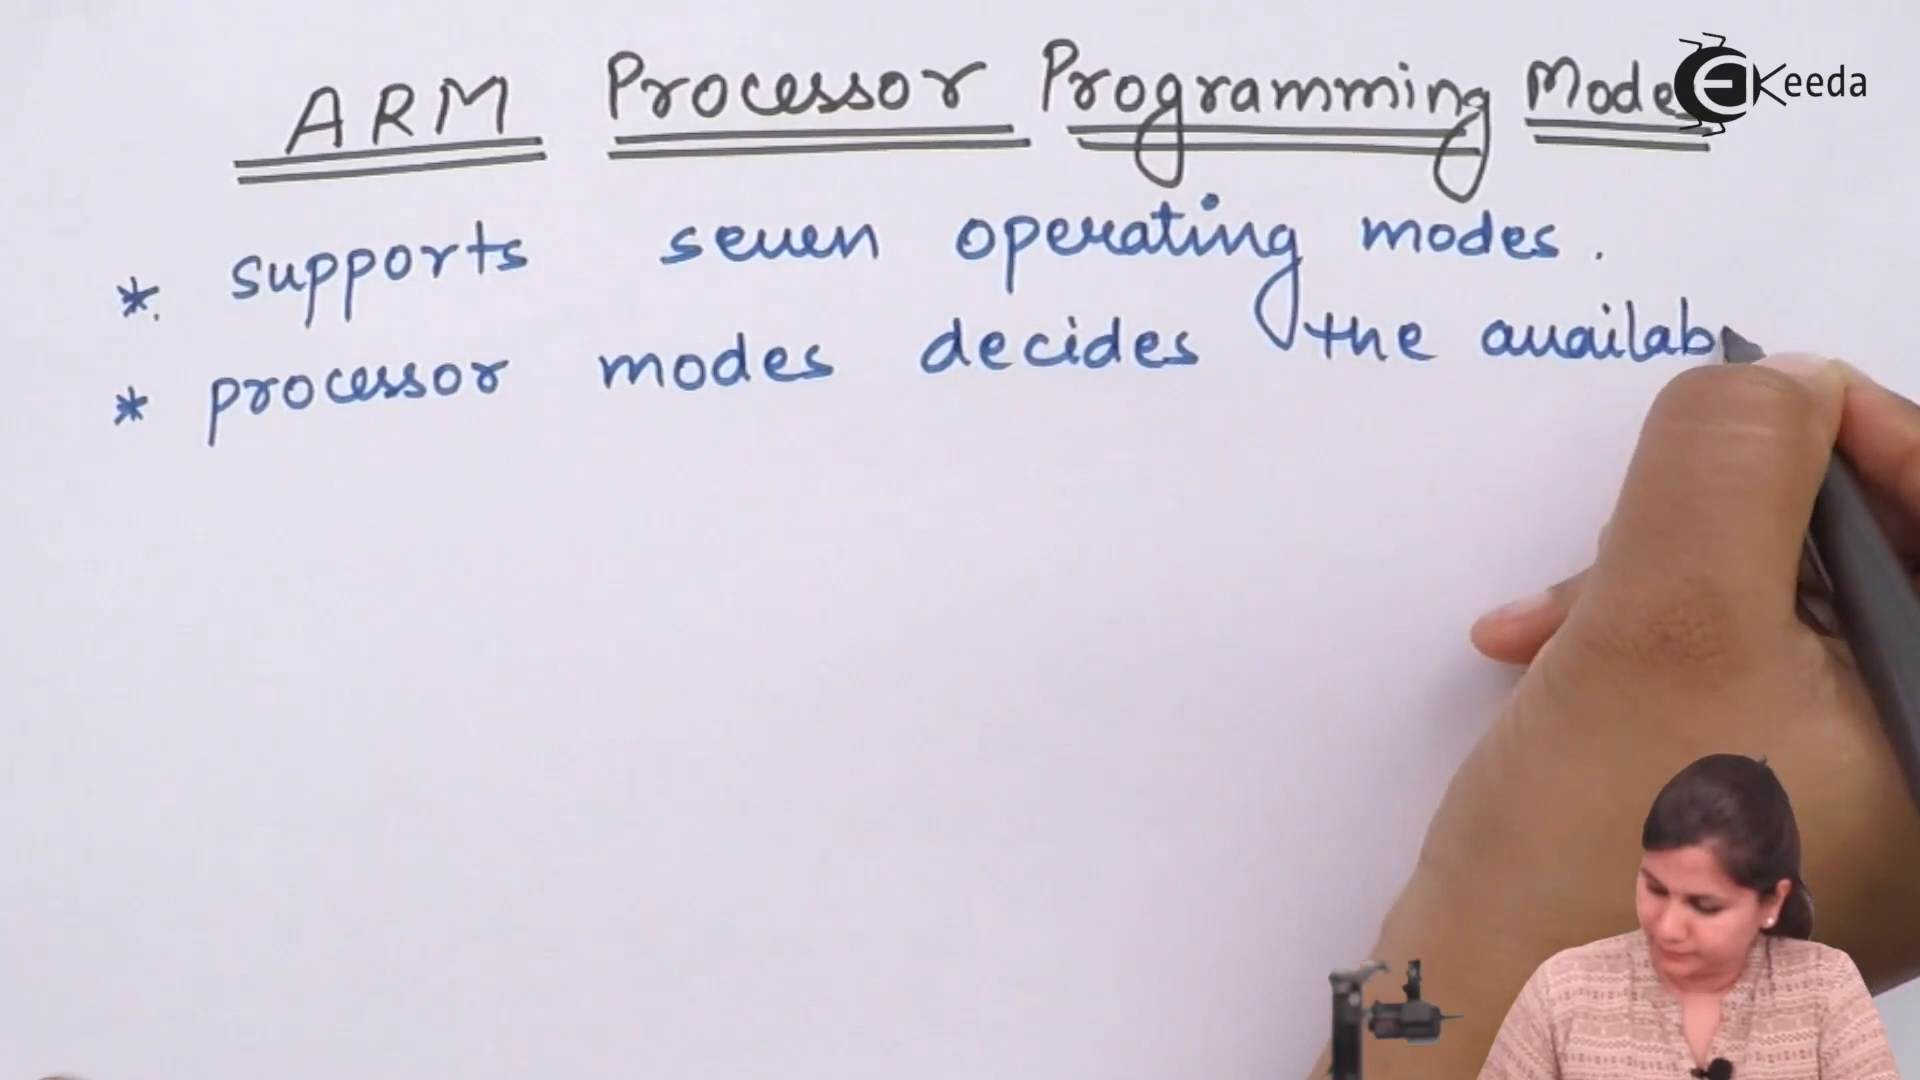 ARM Processor Programming Mode
EKeeda
* supports seven operating modes.
* processor modes decides the availab